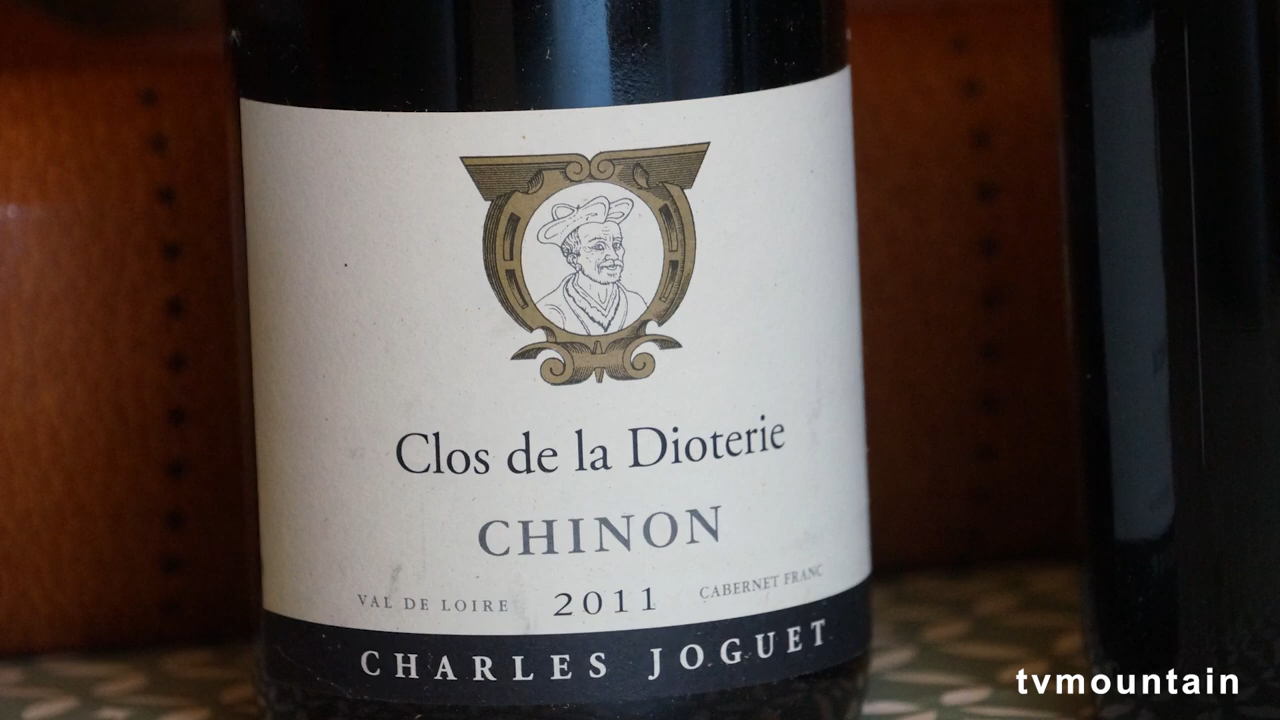 Clos de la Dioterie
CHINON
VAL DE LOIRE 2011 CABERNET FRANC
CHARLES JOGUET
tvmountain